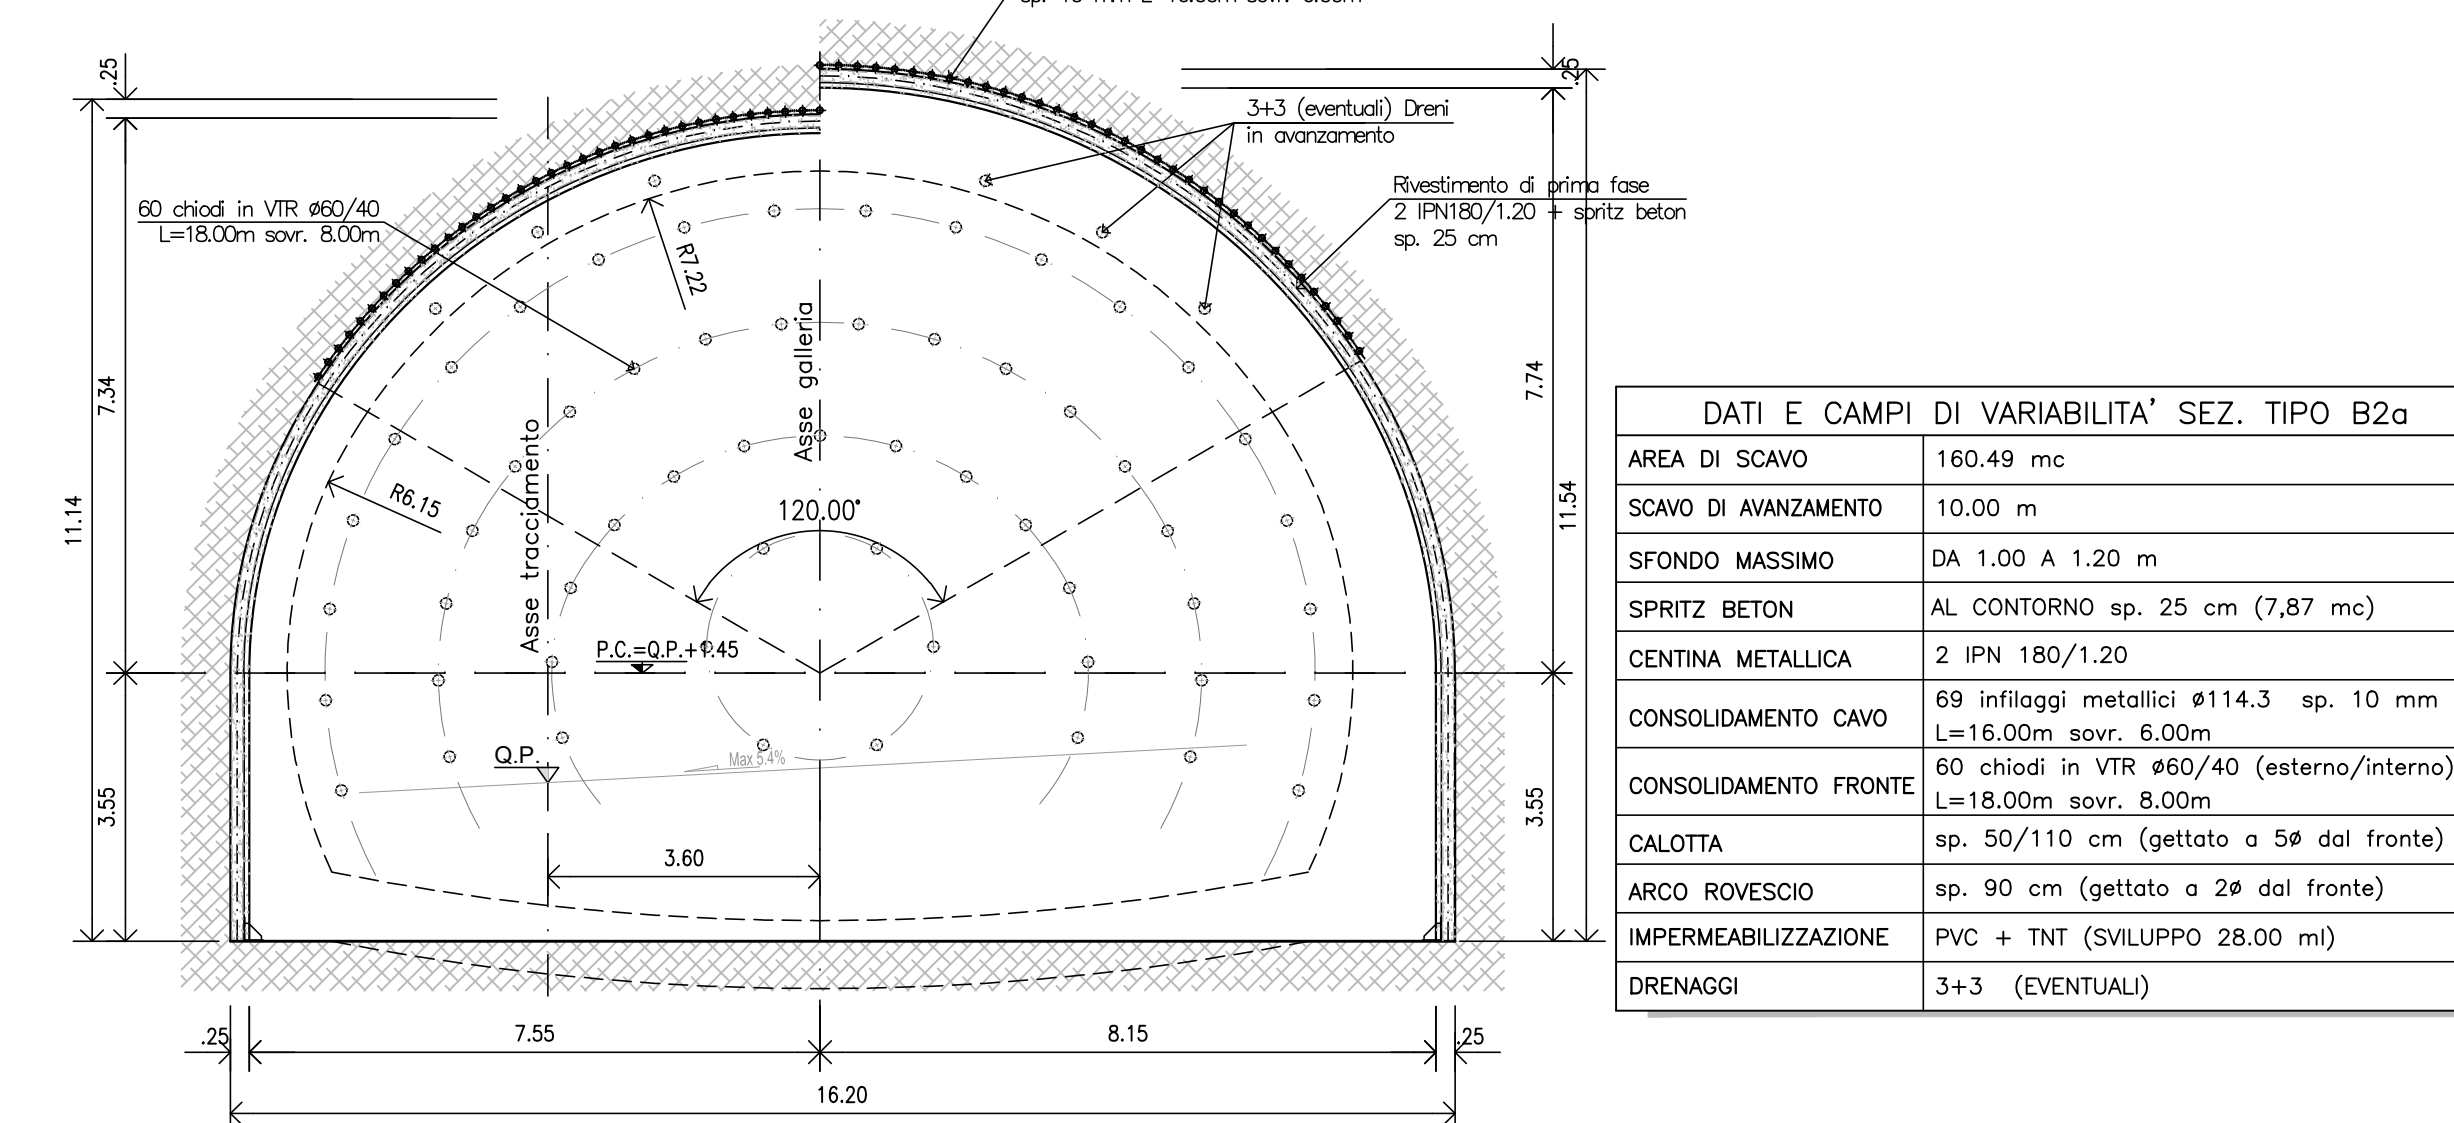 .25
.25
3+3 (eventuali) Dreni
in avanzamento
Rivestimento di prima fase
2 IPN180/1.20 + spritz beton
sp. 25 cm
60 chiodi in VTR ø60/40
L=18.00m sovr. 8.00m
R7.22
Asse galleria
7.34
7.74
Asse tracciamento
R6.15
120.00°
11.14
11.54
P.C.=Q.P.+1.45
Q.P.
Max 5.4%
3.55
3.55
3.60
.25
7.55
8.15
.25
16.20
DATI E CAMPI DI VARIABILITA' SEZ. TIPO B2a
AREA DI SCAVO 160.49 mc
SCAVO DI AVANZAMENTO 10.00 m
SFONDO MASSIMO DA 1.00 A 1.20 m
SPRITZ BETON AL CONTORNO sp. 25 cm (7,87 mc)
CENTINA METALLICA 2 IPN 180/1.20
CONSOLIDAMENTO CAVO 69 infilaggi metallici ø114.3 sp. 10 mm
L=16.00m sovr. 6.00m
CONSOLIDAMENTO FRONTE 60 chiodi in VTR ø60/40 (esterno/interno)
L=18.00m sovr. 8.00m
CALOTTA sp. 50/110 cm (gettato a 5ø dal fronte)
ARCO ROVESCIO sp. 90 cm (gettato a 2ø dal fronte)
IMPERMEABILIZZAZIONE PVC + TNT (SVILUPPO 28.00 ml)
DRENAGGI 3+3 (EVENTUALI)